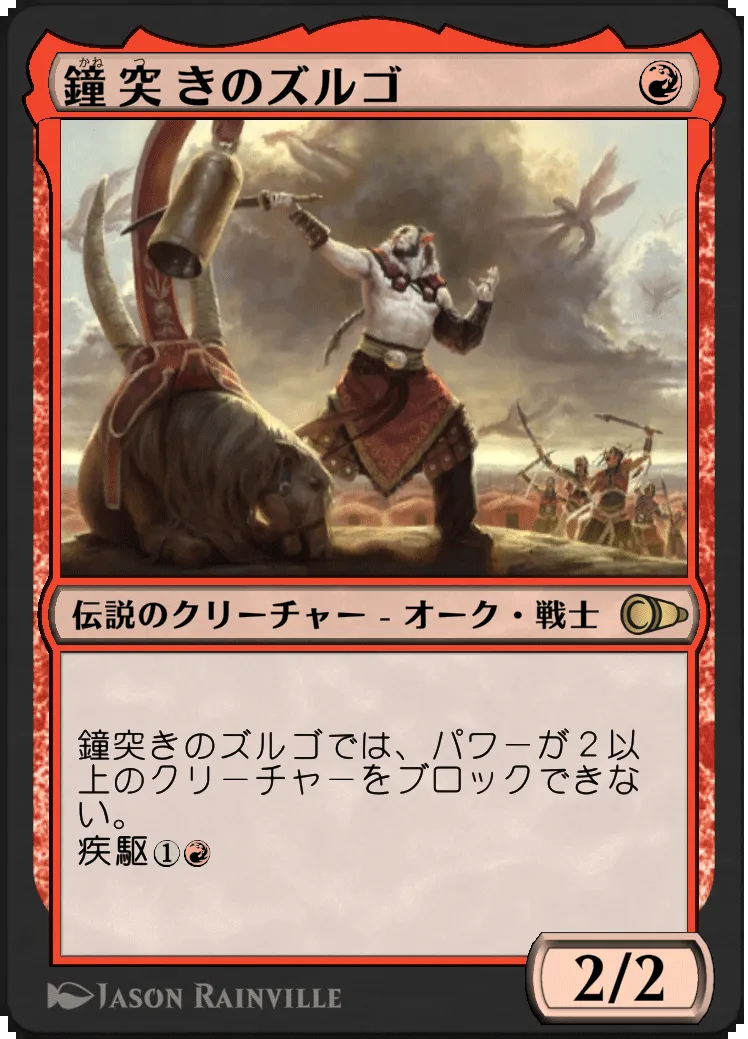 鐘突きのズルゴ
伝説のクリーチャー - オーク・戦士
鐘突きのズルゴでは、パワーが２以
上のクリーチャーをブロックできな
い。
疾駆①
2/2
JASON RAINVILLE